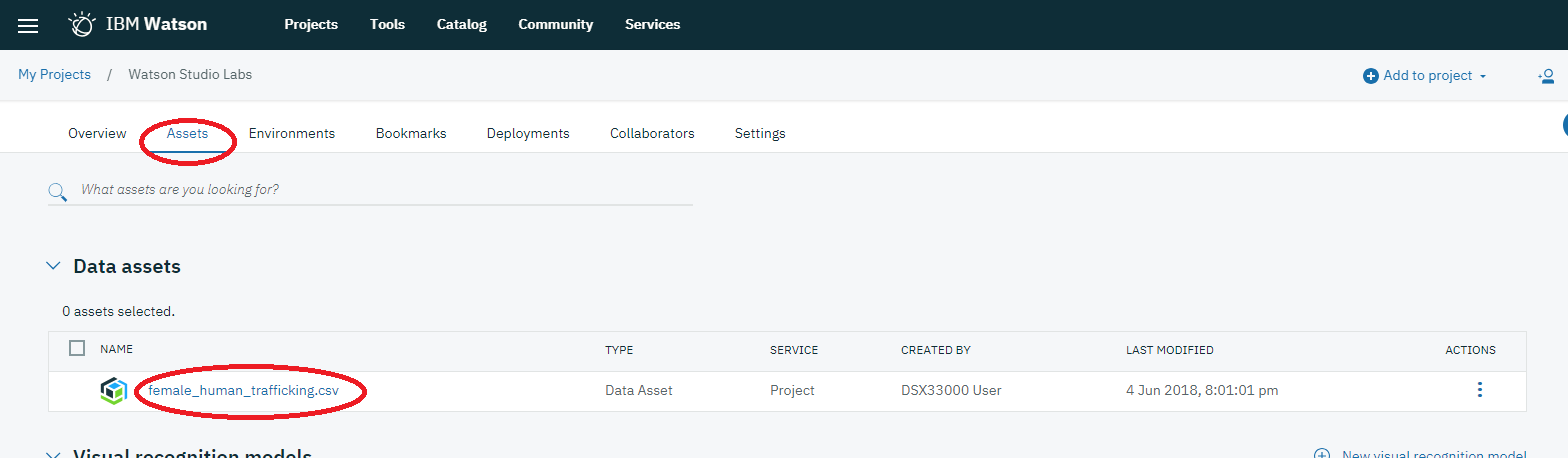 IBM Watson Projects Tools Catalog Community Services
My Projects / Watson Studio Labs Add to project
Overview Assets Environments Bookmarks Deployments Collaborators Settings
What assets are you looking for?
Data assets
0 assets selected.
NAME TYPE SERVICE CREATED BY LAST MODIFIED ACTIONS
female_human_trafficking.csv Data Asset Project DSX33000 User 4 Jun 2018, 8:01:01 pm
Visual recognition models New visual recognition model